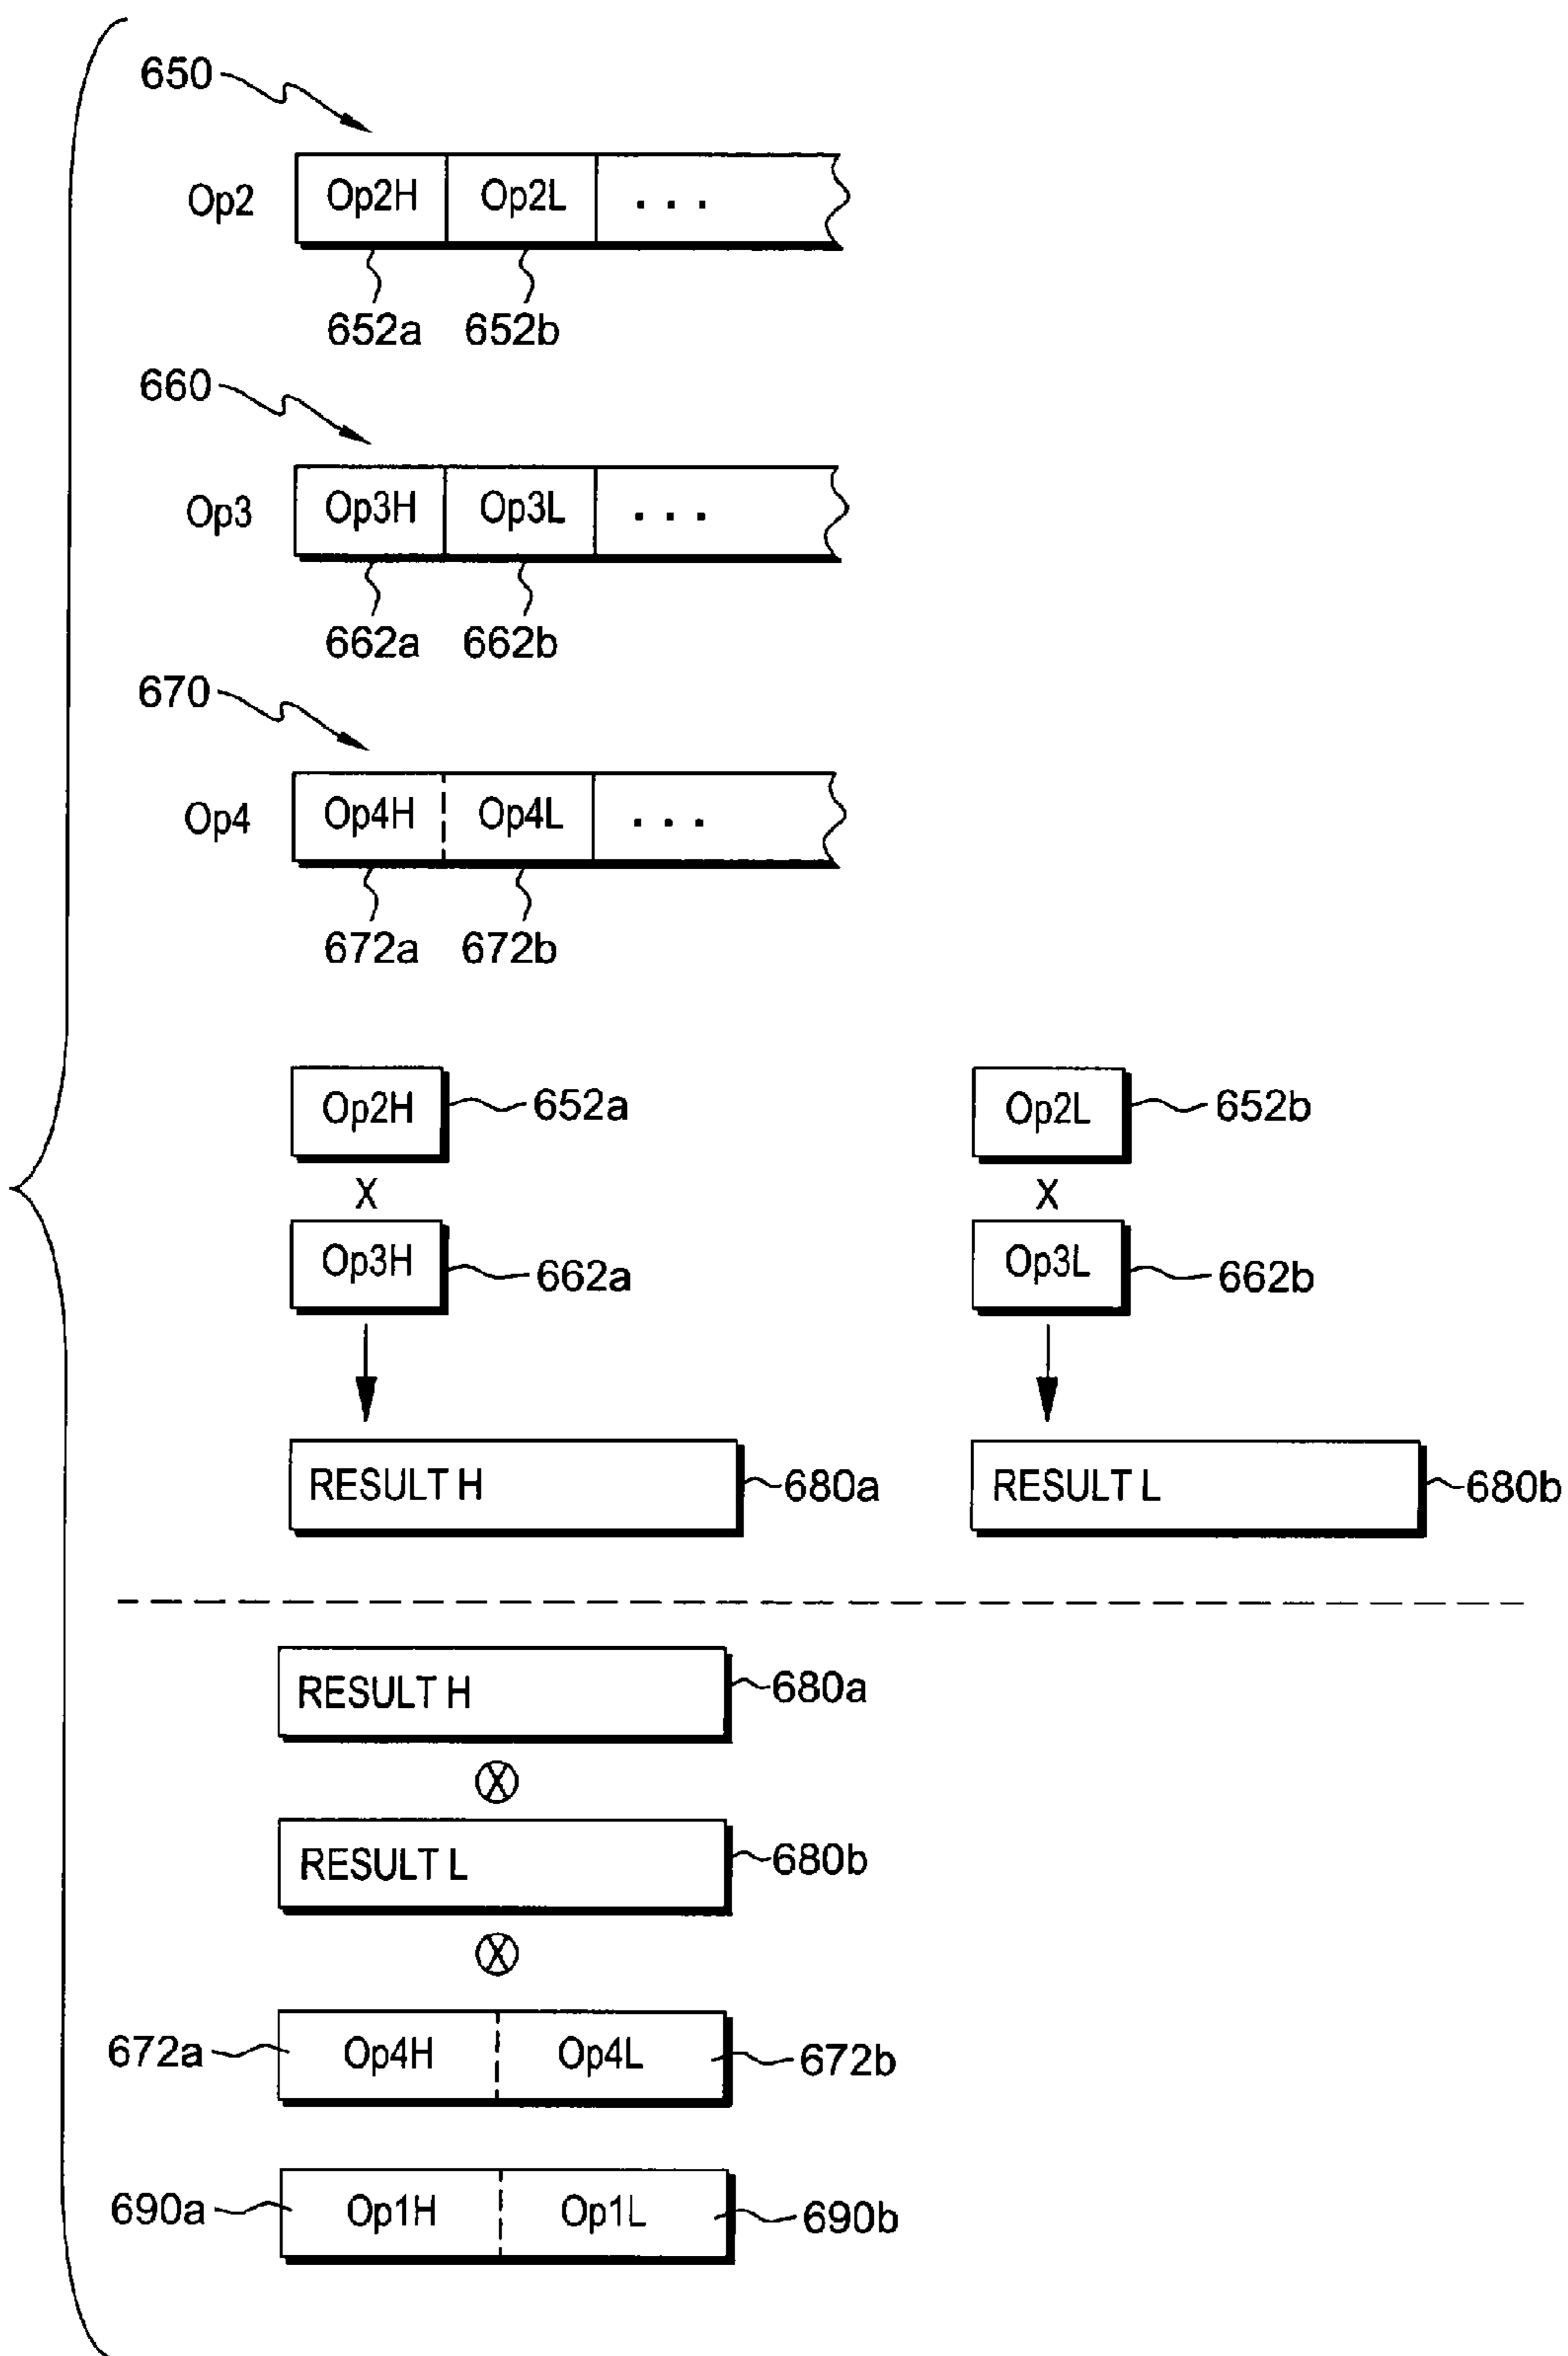 650
Op2 Op2H Op2L . . .
652a 652b
660
Op3 Op3H Op3L . . .
662a 662b
670
Op4 Op4H Op4L . . .
672a 672b
Op2H 652a Op2L 652b
X X
Op3H 662a Op3L 662b
RESULT H 680a RESULT L 680b
RESULT H 680a
X
RESULT L 680b
X
672a Op4H Op4L 672b
690a Op1H Op1L 690b